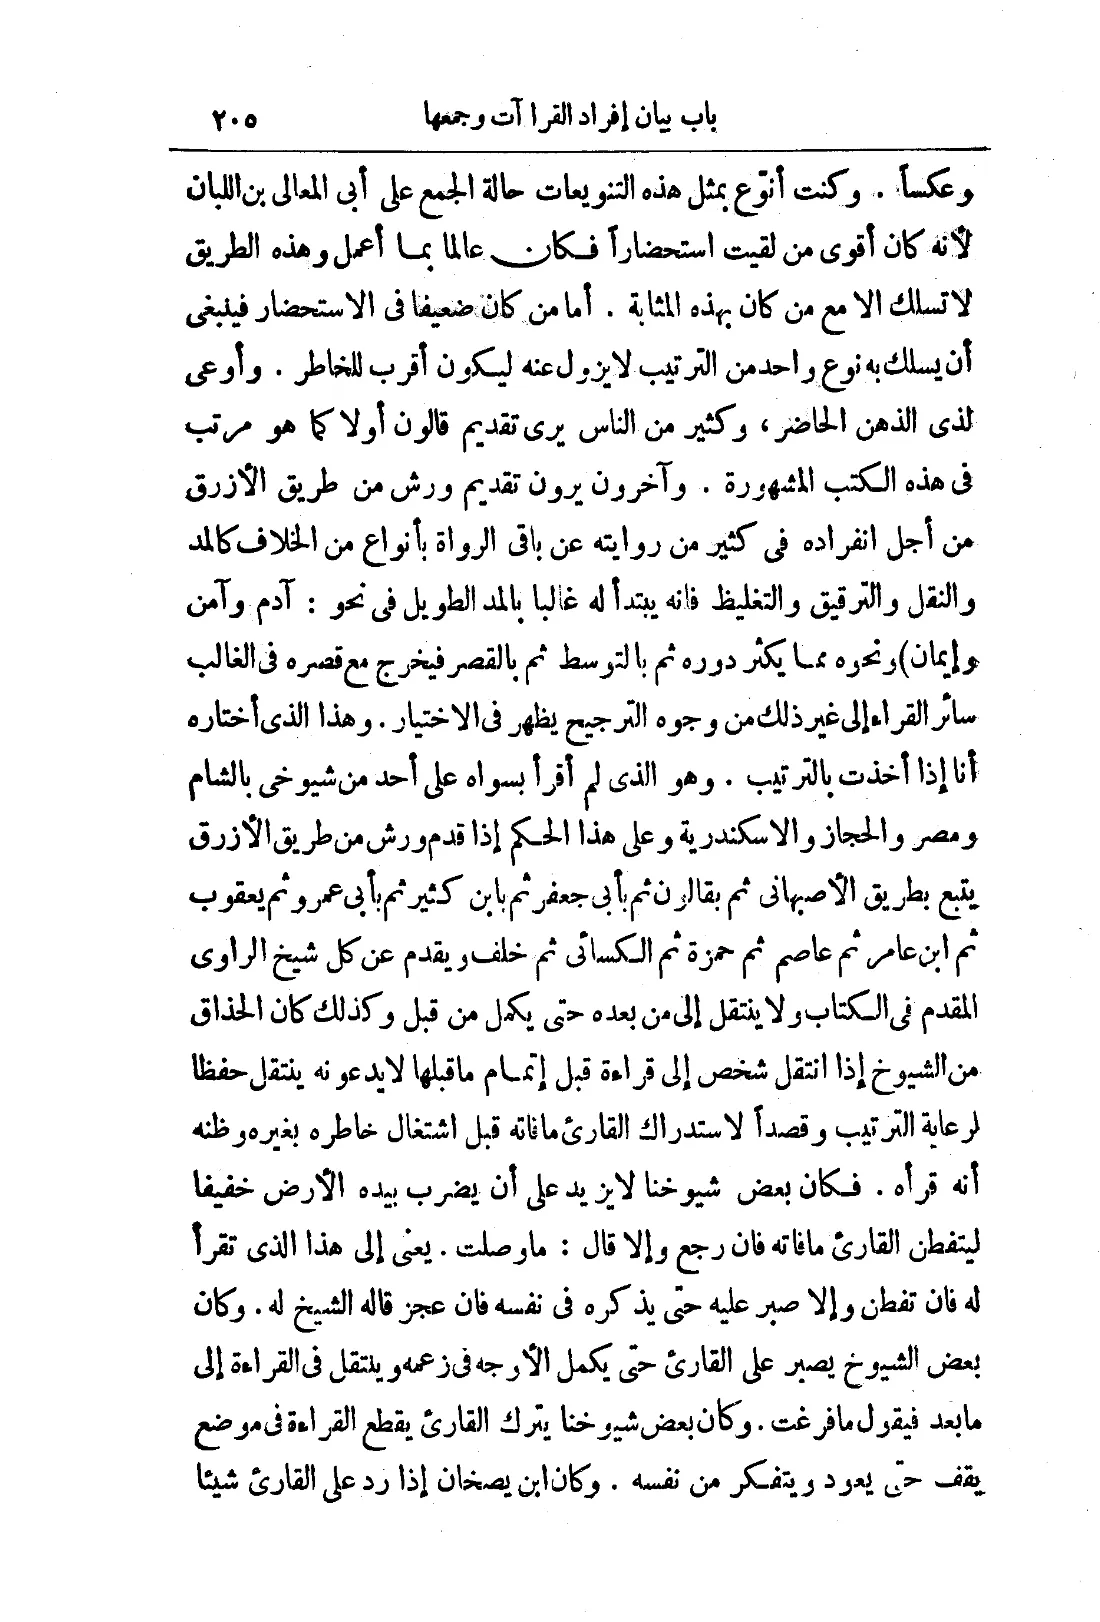 باب بيان إفراد القراآت وجمعها ٢٠٥
وعكساً. وكنت أنوّع بمثل هذه التنويعات حالة الجمع على أبى المعالى بن اللبان
لأنه كان أقوى من لقيت استحضاراً فكان عالما بما أعمل وهذه الطريق
لا تسلك الا مع من كان بهذه المثابة . أما من كان ضعيفا فى الاستحضار فينبغى
أن يسلك به نوع واحد من الترتيب لايزول عنه ليكون أقرب للخاطر . وأوعى
لذى الذهن الحاضر، وكثير من الناس يرى تقديم قالون أولا كما هو مرتب
فى هذه الكتب المشهورة . وآخرون يرون تقديم ورش من طريق الأزرق
من أجل انفراده فى كثير من روايته عن باقى الرواة بأنواع من الخلاف كالمد
والنقل والترقيق والتغليظ فانه يبتدأ له غالبا بالمد الطويل فى نحو : آدم وآمن
وإيمان) ونحوه مما يكثر دوره ثم بالتوسط ثم بالقصر فيخرج مع قصره فى الغالب
سائر القراء إلى غير ذلك من وجوه الترجيح يظهر فى الاختيار. وهذا الذى أختاره
أنا إذا أخذت بالترتيب . وهو الذى لم أقرأ بسواه على أحد من شيوخى بالشام
ومصر والحجاز والاسكندرية وعلى هذا الحكم إذا قدم ورش من طريق الأزرق
يتبع بطريق الأصبهانى ثم بقالون ثم بأبى جعفر ثم بابن كثير ثم بأبى عمرو ثم يعقوب
ثم ابن عامر ثم عاصم ثم حمزة ثم الكسائى ثم خلف ويقدم عن كل شيخ الراوى
المقدم فى الكتاب ولا ينتقل إلى من بعده حتى يكمل من قبل وكذلك كان الحذاق
من الشيوخ إذا انتقل شخص إلى قراءة قبل إتمام ماقبلها لايدعونه ينتقل حفظا
لرعاية الترتيب وقصداً لاستدراك القارئ مافاته قبل اشتغال خاطره بغيره وظنه
أنه قرأه . فكان بعض شيوخنا لايزيد على أن يضرب بيده الأرض خفيفا
ليتفطن القارئ مافاته فان رجع وإلا قال : ماوصلت . يعنى إلى هذا الذى تقرأ
له فان تفطن وإلا صبر عليه حتى يذكره فى نفسه فان عجز قاله الشيخ له . وكان
بعض الشيوخ يصبر على القارئ حتى يكمل الأوجه فى زعمه وينتقل فى القراءة إلى
مابعد فيقول مافرغت . وكان بعض شيوخنا يترك القارئ يقطع القراءة فى موضع
يقف حتى يعود ويتفكر من نفسه . وكان ابن بصخان إذا رد على القارئ شيئا